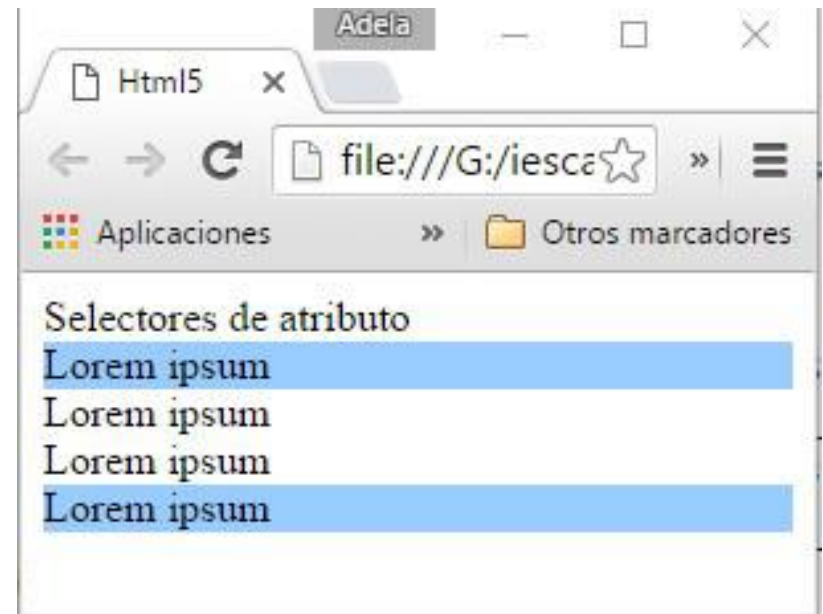 Adela
Html5
file:///G:/iesca
Aplicaciones » Otros marcadores
Selectores de atributo
Lorem ipsum
Lorem ipsum
Lorem ipsum
Lorem ipsum